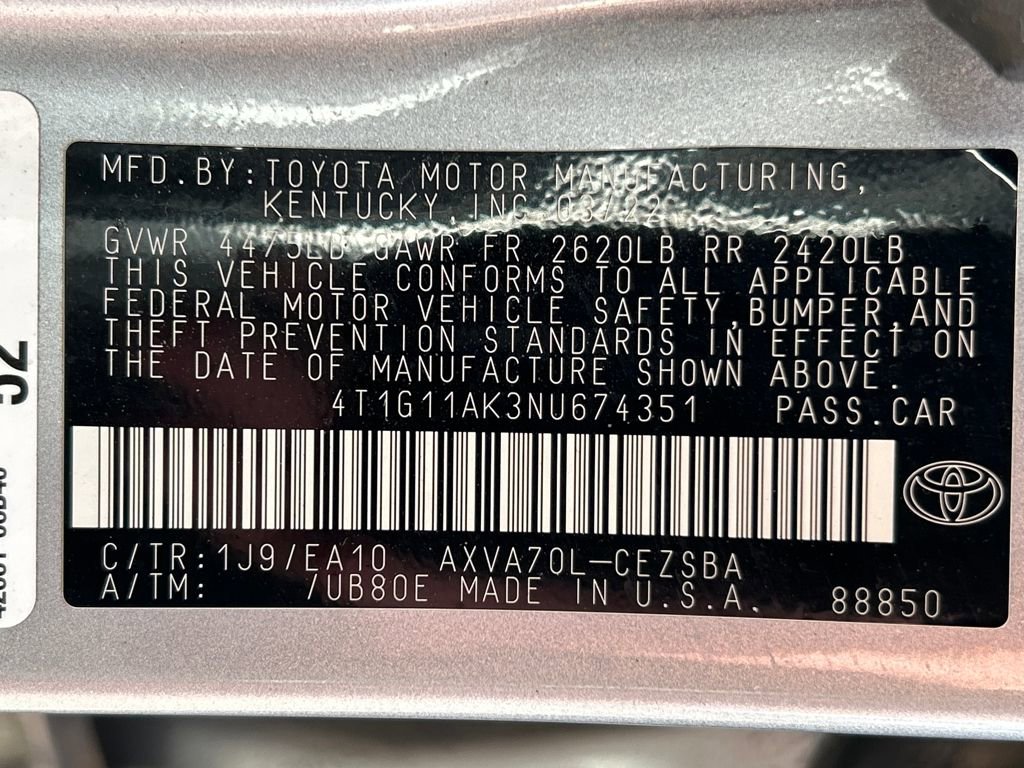 MFD.BY:TOYOTA MOTOR MANUFACTURING,
KENTUCKY,INC 03/22
GVWR 4475LB GAWR FR 2620LB RR 2420LB
THIS VEHICLE CONFORMS TO ALL APPLICABLE
FEDERAL MOTOR VEHICLE SAFETY,BUMPER,AND
THEFT PREVENTION STANDARDS IN EFFECT ON
THE DATE OF MANUFACTURE SHOWN ABOVE.
4T1G11AK3NU674351 PASS.CAR
C/TR:1J9/EA10 AXVA70L-CEZSBA
A/TM: 7UB80E MADE IN U.S.A. 88850
52